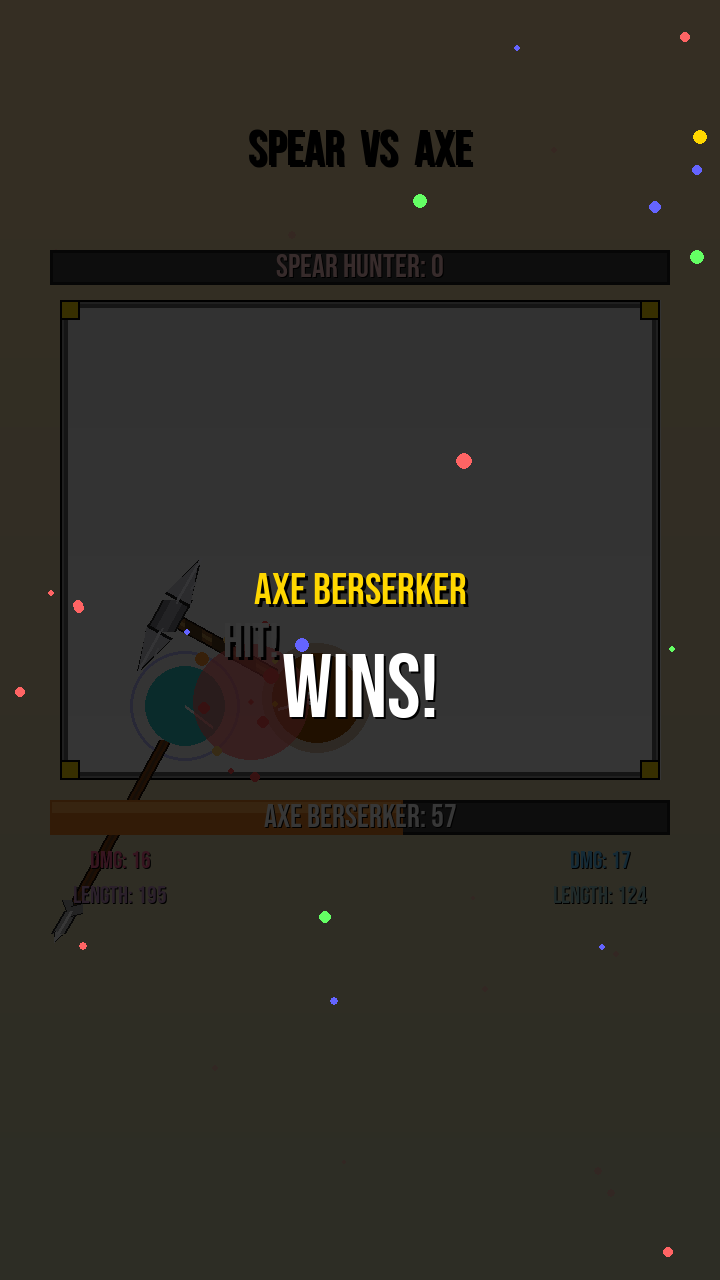 SPEAR VS AXE
SPEAR HUNTER: 0
AXE BERSERKER
HIT!
WINS!
AXE BERSERKER: 57
DMG: 16
DMG: 17
LENGTH: 195
LENGTH: 124